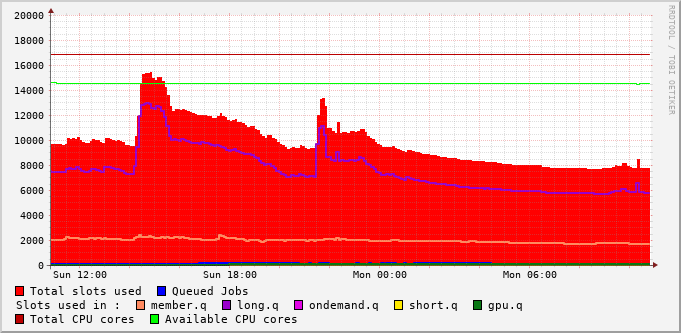 20000
18000
16000
14000
12000
10000
8000
6000
4000
2000
0
Sun 12:00 Sun 18:00 Mon 00:00 Mon 06:00
RRDTOOL / TOBI OETIKER
Total slots used Queued Jobs
Slots used in : member.q long.q ondemand.q short.q gpu.q
Total CPU cores Available CPU cores